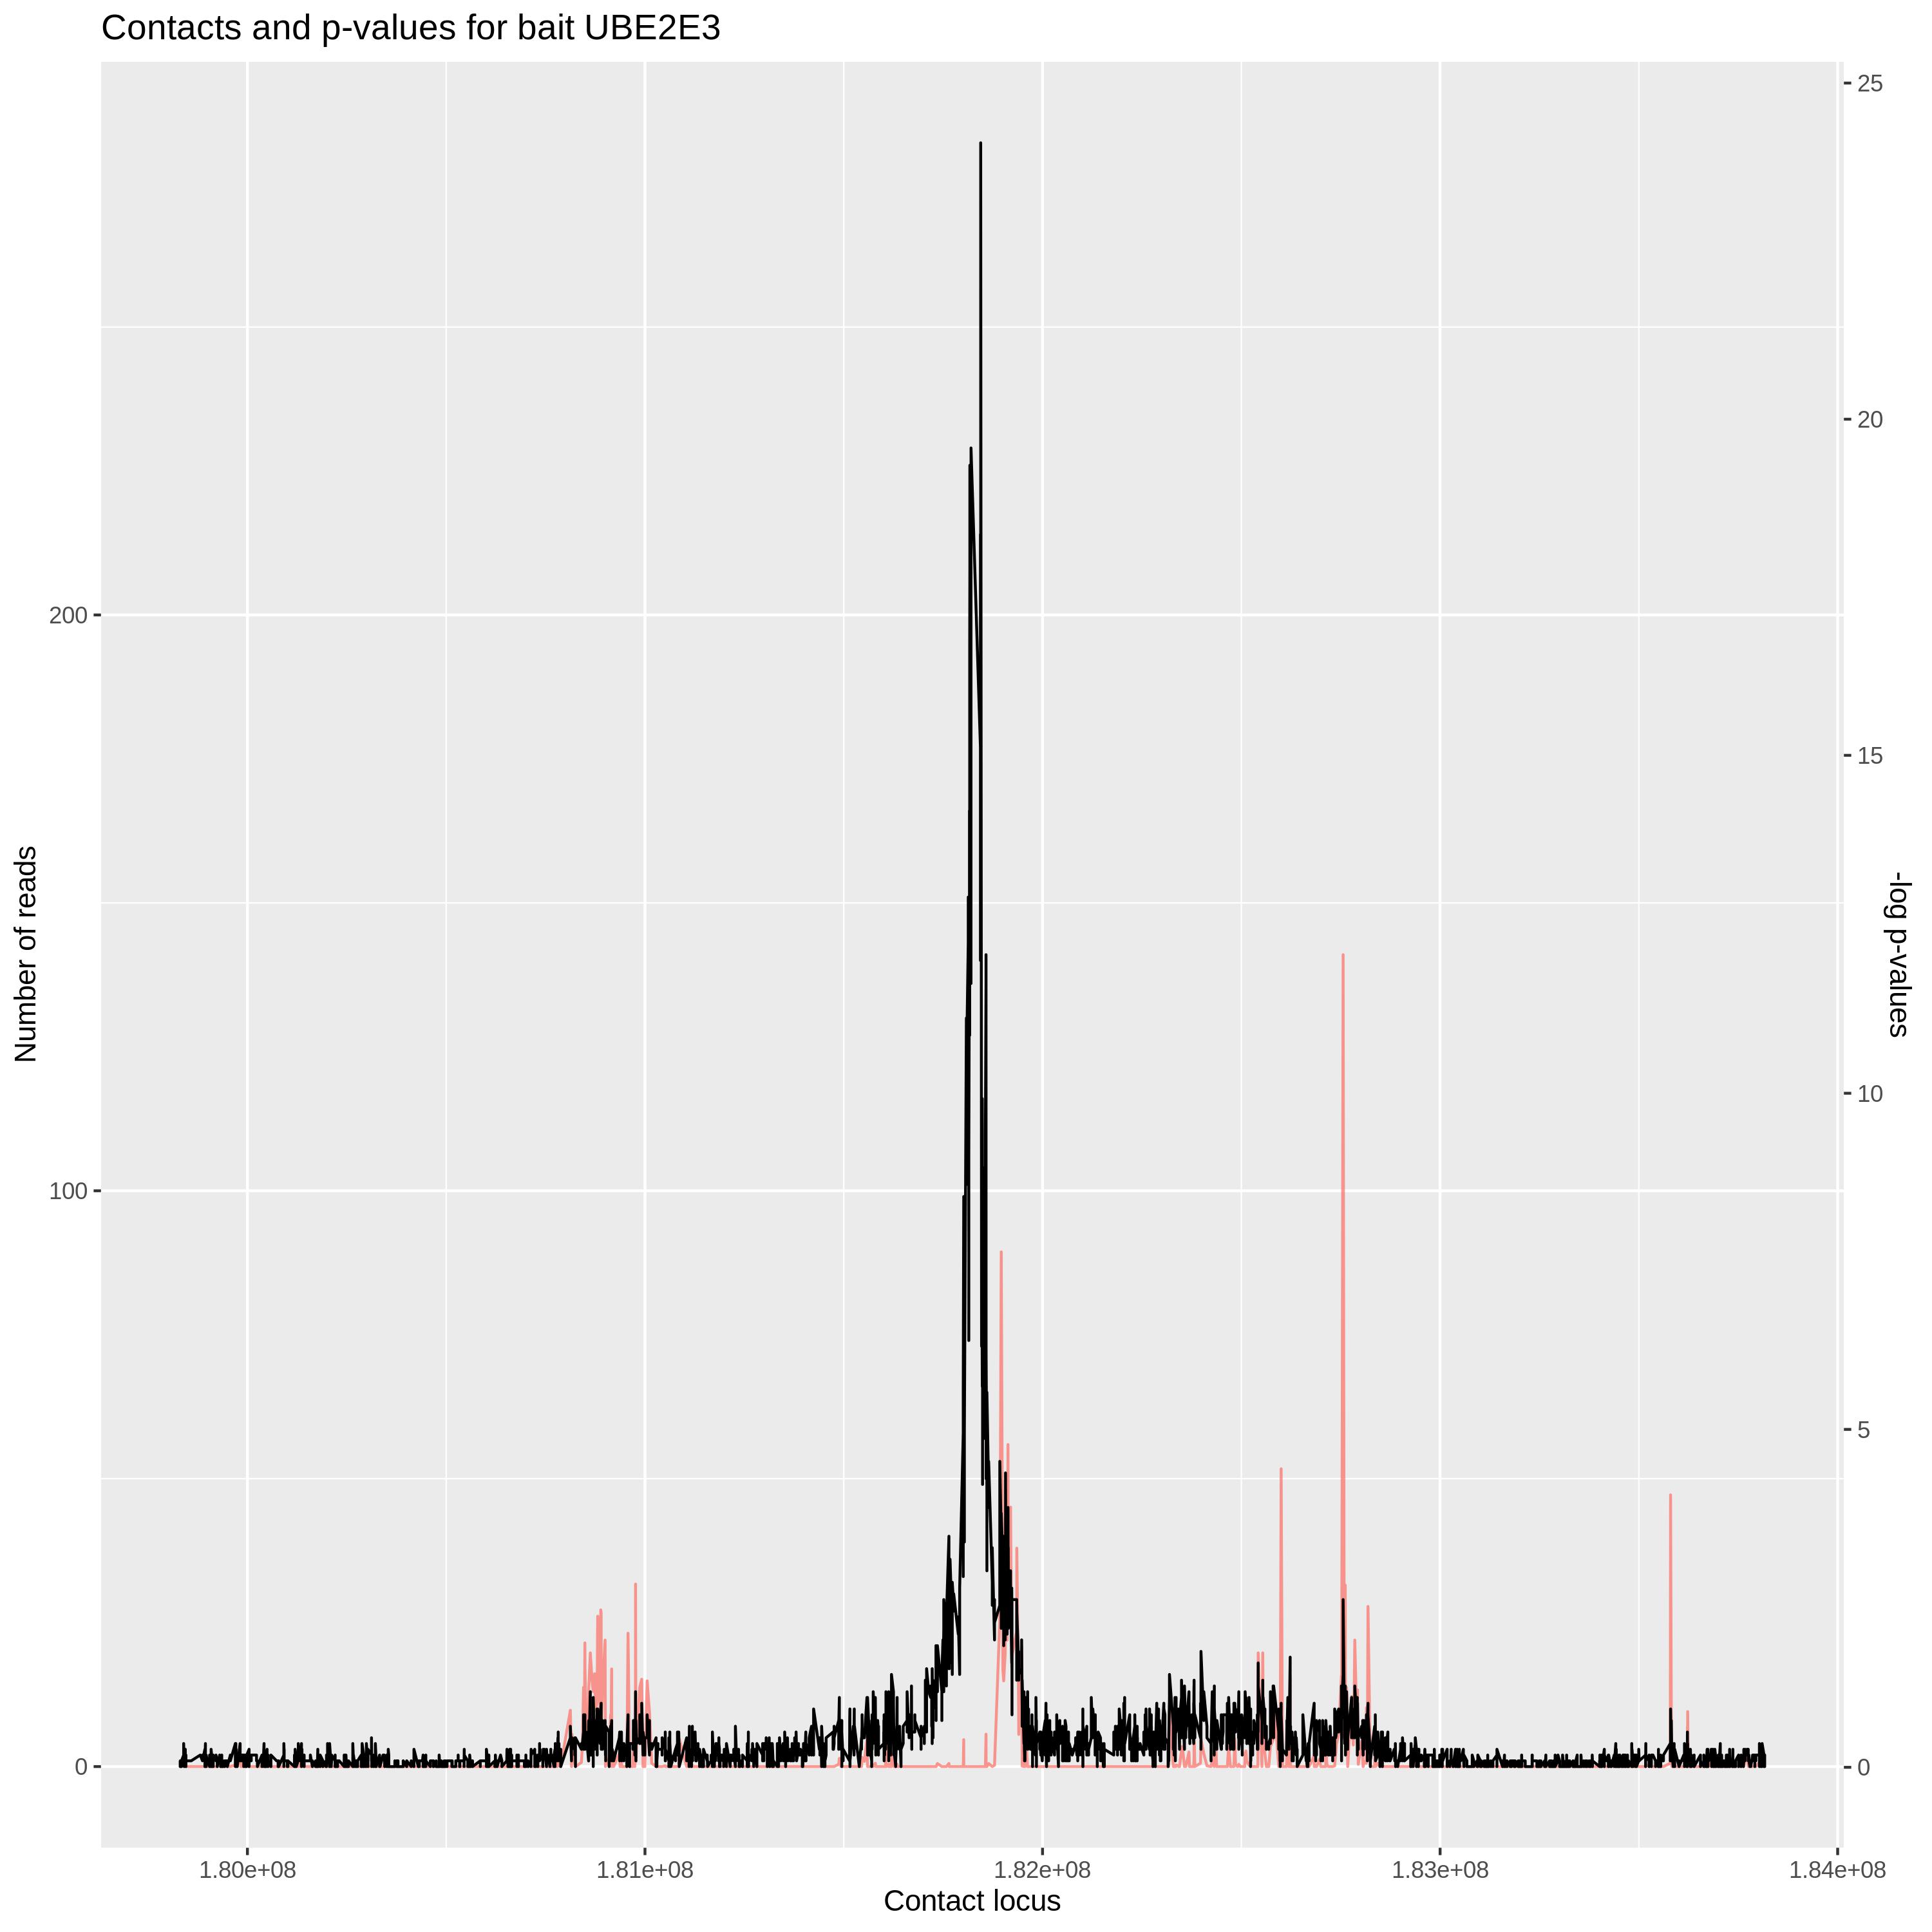 Contacts and p-values for bait UBE2E3
25
20
200
15
Number of reads
-log p-values
10
100
5
0
0
1.80e+08
1.81e+08
1.82e+08
1.83e+08
1.84e+08
Contact locus